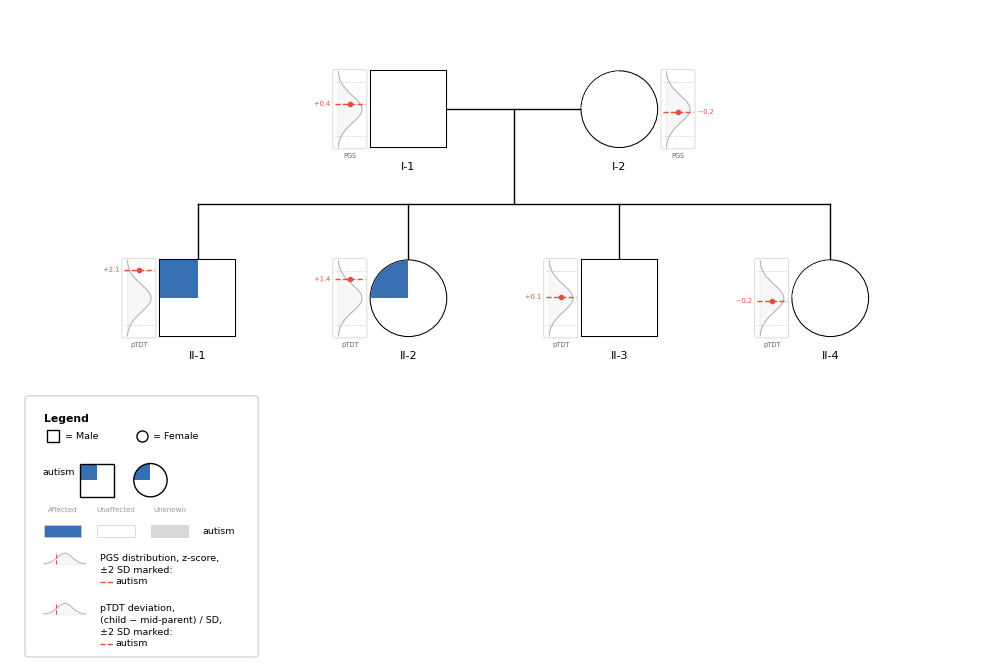 +0.4
−0.2
PGS
PGS
I-1
I-2
+2.1
+1.4
+0.1
−0.2
pTDT
pTDT
pTDT
pTDT
II-1
II-2
II-3
II-4
Legend
= Male
= Female
autism
Affected
Unaffected
Unknown
autism
PGS distribution, z-score,
±2 SD marked:
autism
pTDT deviation,
(child − mid-parent) / SD,
±2 SD marked:
autism